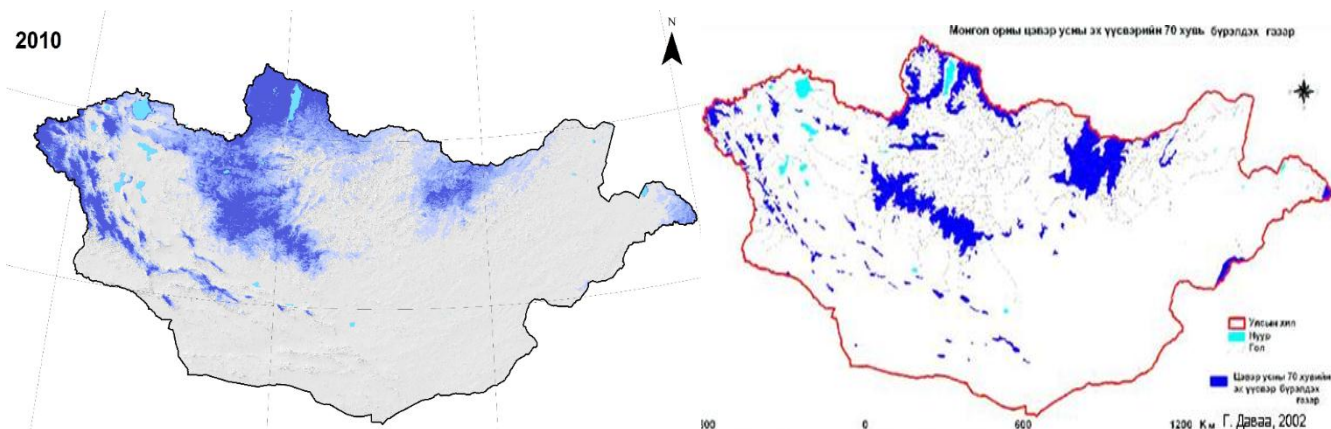 2010
N
Монгол орны цэвэр усны эх үүсвэрийн 70 хувь бүрэлдэх газар
Улсын хил
Нуур
Гол
Цэвэр усны 70 хувийн
эх үүсвэр бүрэлдэх
газар
0 600 1200 Км
Г. Даваа, 2002